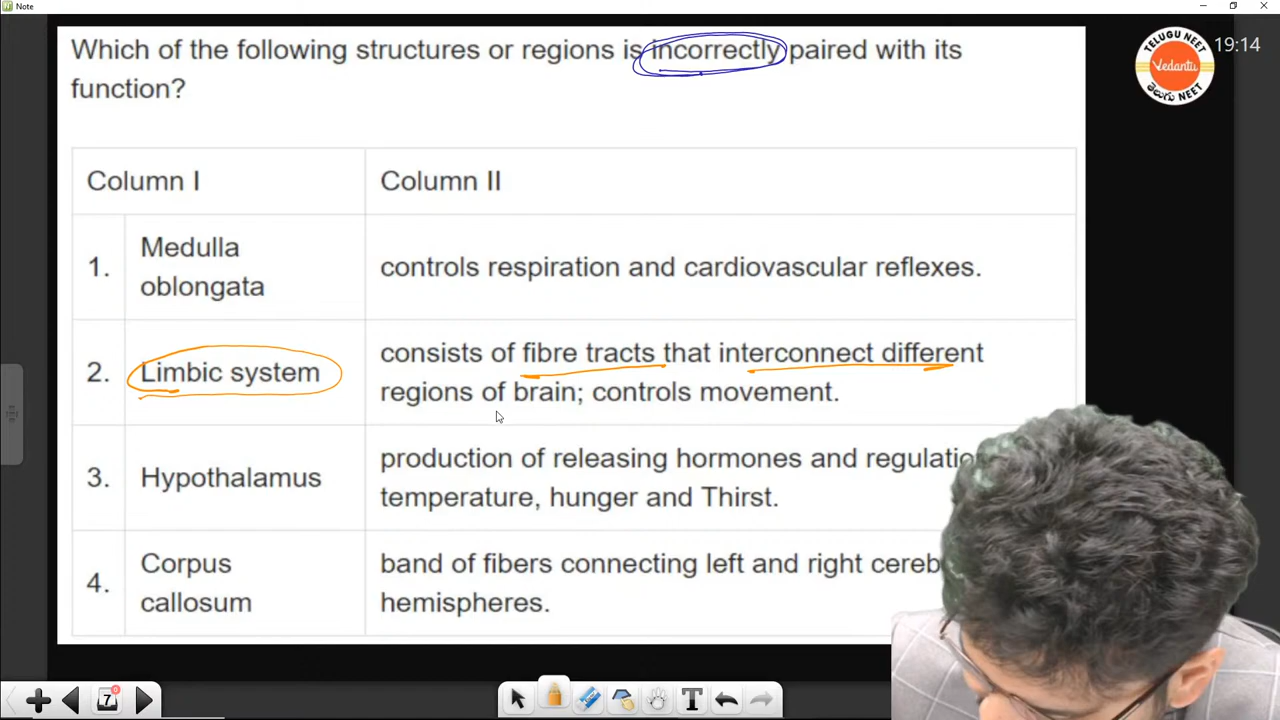 Note
Which of the following structures or regions is incorrectly paired with its
function?
TELUGU NEET
Vedantu
తెలుగు NEET
19:14
Column I
Column II
1.
Medulla
oblongata
controls respiration and cardiovascular reflexes.
2.
Limbic system
consists of fibre tracts that interconnect different
regions of brain; controls movement.
3.
Hypothalamus
production of releasing hormones and regulatio
temperature, hunger and Thirst.
4.
Corpus
callosum
band of fibers connecting left and right cereb
hemispheres.
7
0
T